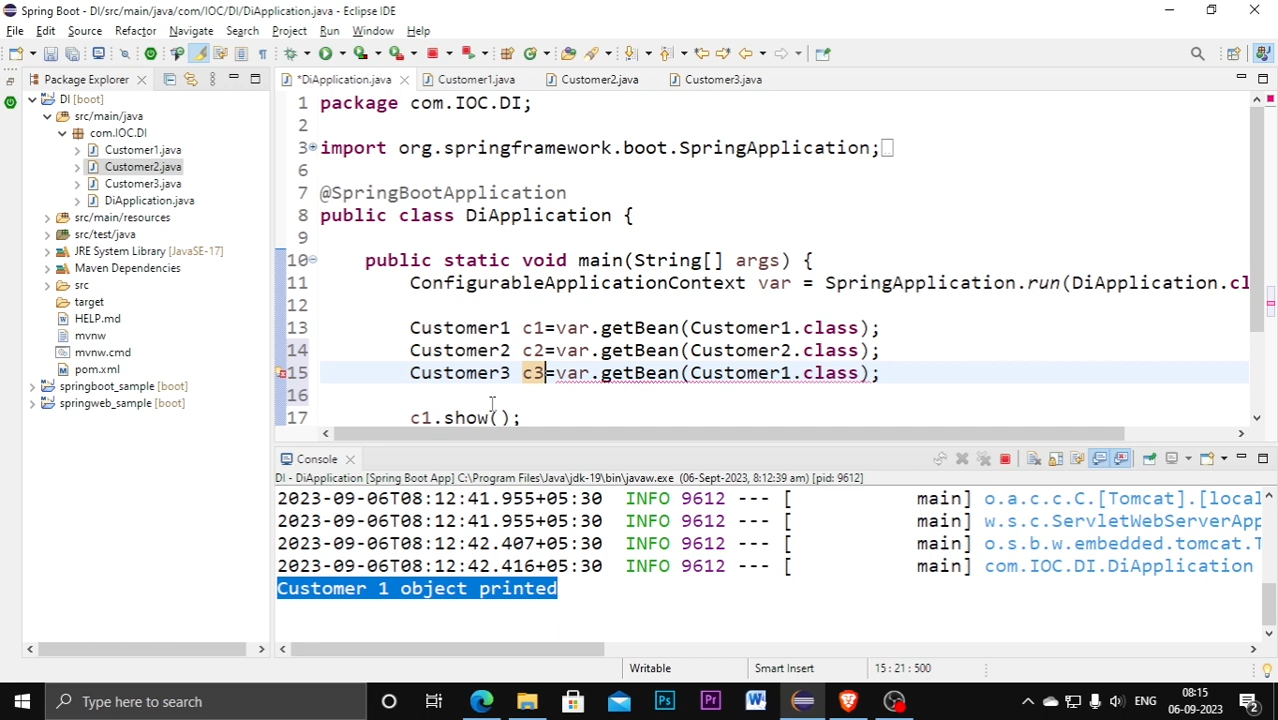 Spring Boot - DI/src/main/java/com/IOC/DI/DiApplication.java - Eclipse IDE
File Edit Source Refactor Navigate Search Project Run Window Help
Package Explorer
*DiApplication.java Customer1.java Customer2.java Customer3.java
DI [boot]
src/main/java
com.IOC.DI
Customer1.java
Customer2.java
Customer3.java
DiApplication.java
src/main/resources
src/test/java
JRE System Library [JavaSE-17]
Maven Dependencies
src
target
HELP.md
mvnw
mvnw.cmd
pom.xml
springboot_sample [boot]
springweb_sample [boot]
1 package com.IOC.DI;
2
3 import org.springframework.boot.SpringApplication;
6
7 @SpringBootApplication
8 public class DiApplication {
9
10 public static void main(String[] args) {
11 ConfigurableApplicationContext var = SpringApplication.run(DiApplication.cl
12
13 Customer1 c1=var.getBean(Customer1.class);
14 Customer2 c2=var.getBean(Customer2.class);
15 Customer3 c3=var.getBean(Customer1.class);
16
17 c1.show();
Console
DI - DiApplication [Spring Boot App] C:\Program Files\Java\jdk-19\bin\javaw.exe (06-Sept-2023, 8:12:39 am) [pid: 9612]
2023-09-06T08:12:41.955+05:30 INFO 9612 --- [ main] o.a.c.c.C.[Tomcat].[local
2023-09-06T08:12:41.955+05:30 INFO 9612 --- [ main] w.s.c.ServletWebServerApp
2023-09-06T08:12:42.407+05:30 INFO 9612 --- [ main] o.s.b.w.embedded.tomcat.T
2023-09-06T08:12:42.416+05:30 INFO 9612 --- [ main] com.IOC.DI.DiApplication
Customer 1 object printed
Writable Smart Insert 15 : 21 : 500
Type here to search
Ps Pr W
ENG
08:15
06-09-2023
2